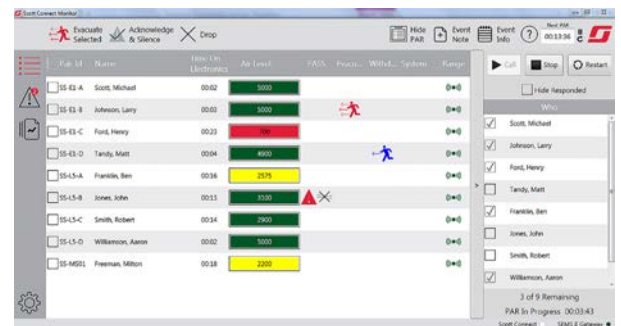 Scott Connect Monitor
Evacuate Selected
Acknowledge & Silence
Drop
Hide PAR
Event Note
Event Info
Next PAR
00:13:36
Par Id Name Time On Electronics Air Level PASS Evacu... Withd... System Range
SS-E1-A Scott, Michael 00:02 5000
SS-E1-B Johnson, Larry 00:03 5000
SS-E1-C Ford, Henry 00:23 700
SS-E1-D Tandy, Matt 00:04 4900
SS-L5-A Franklin, Ben 00:16 2575
SS-L5-B Jones, John 00:13 3500
SS-L5-C Smith, Robert 00:14 2900
SS-L5-D Williamson, Aaron 00:02 5000
SS-MS01 Freeman, Milton 00:18 2200
Call Stop Restart
Hide Responded
Who
Scott, Michael
Johnson, Larry
Ford, Henry
Tandy, Matt
Franklin, Ben
Jones, John
Smith, Robert
Williamson, Aaron
3 of 9 Remaining
PAR In Progress 00:03:43
Scott Connect SEMS II Gateway